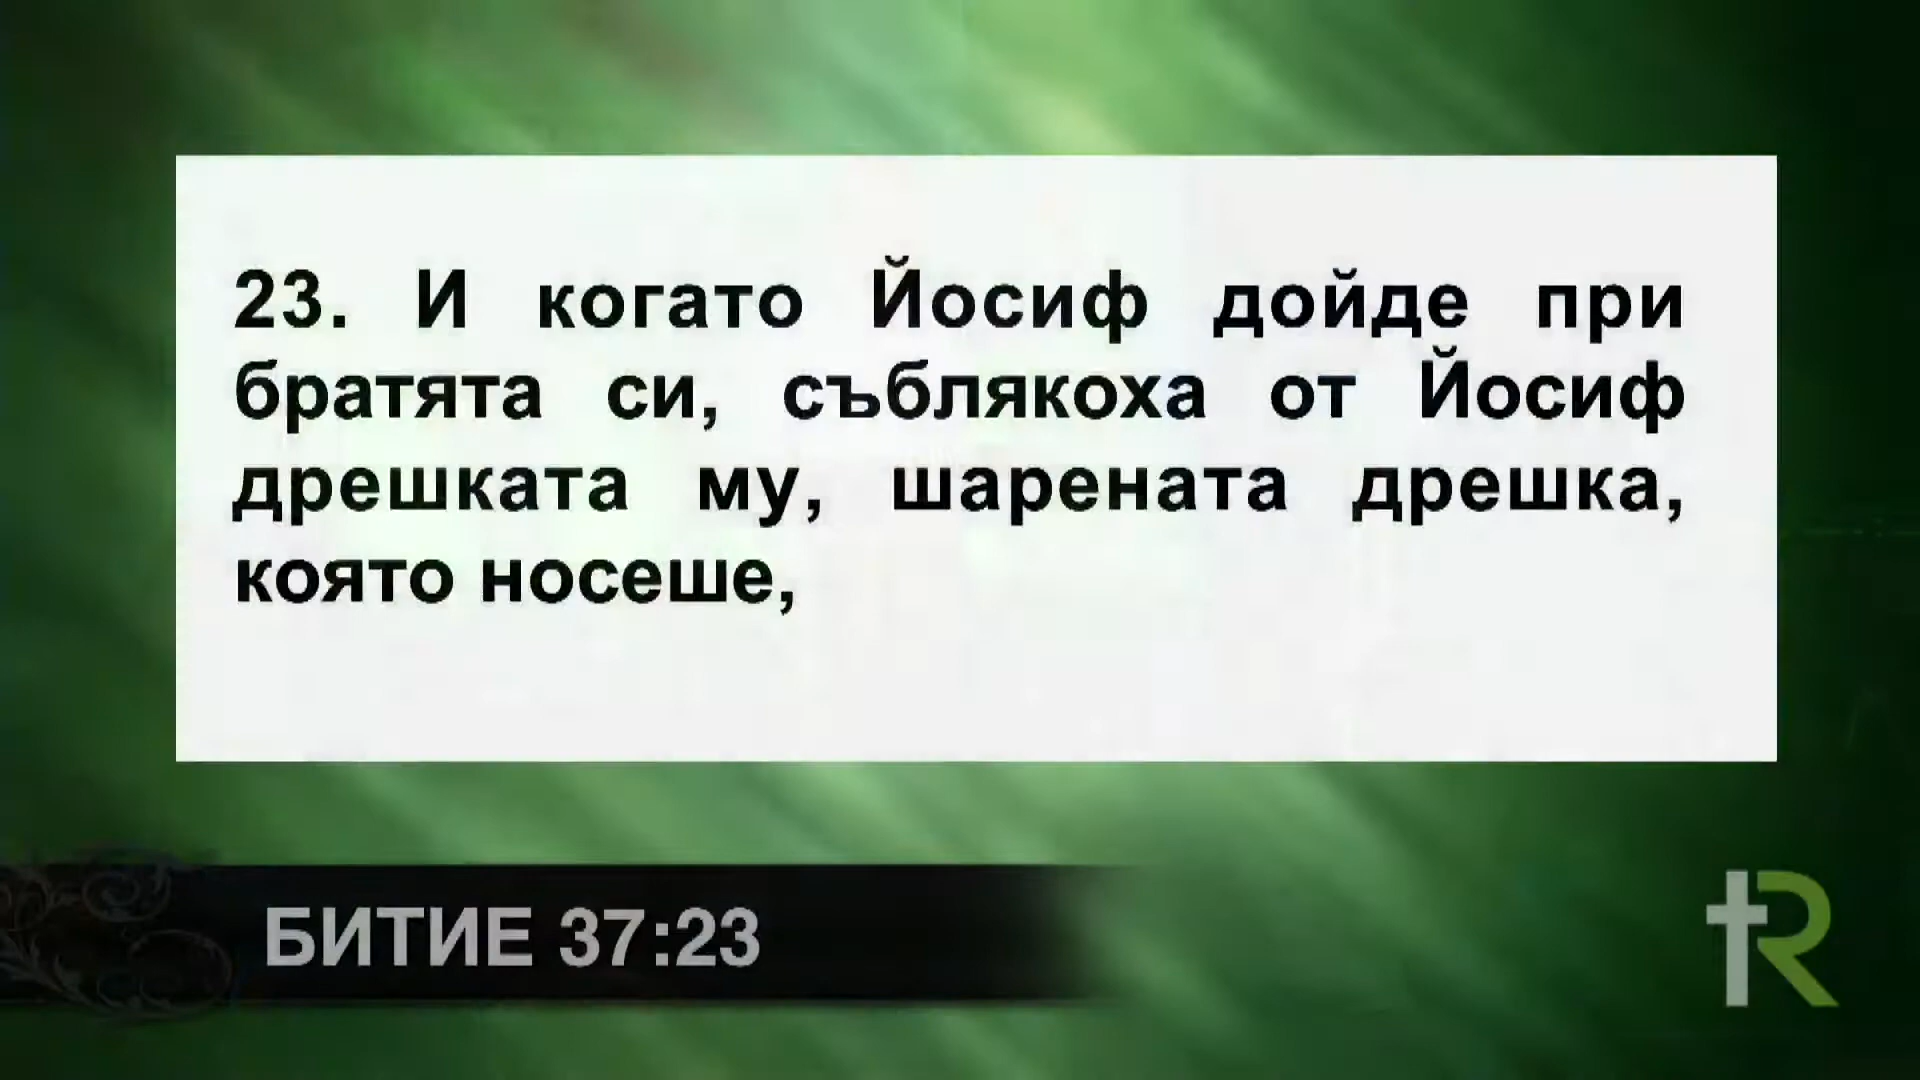 23. И когато Йосиф дойде при
братята си, съблякоха от Йосиф
дрешката му, шарената дрешка,
която носеше,
БИТИЕ 37:23
tR